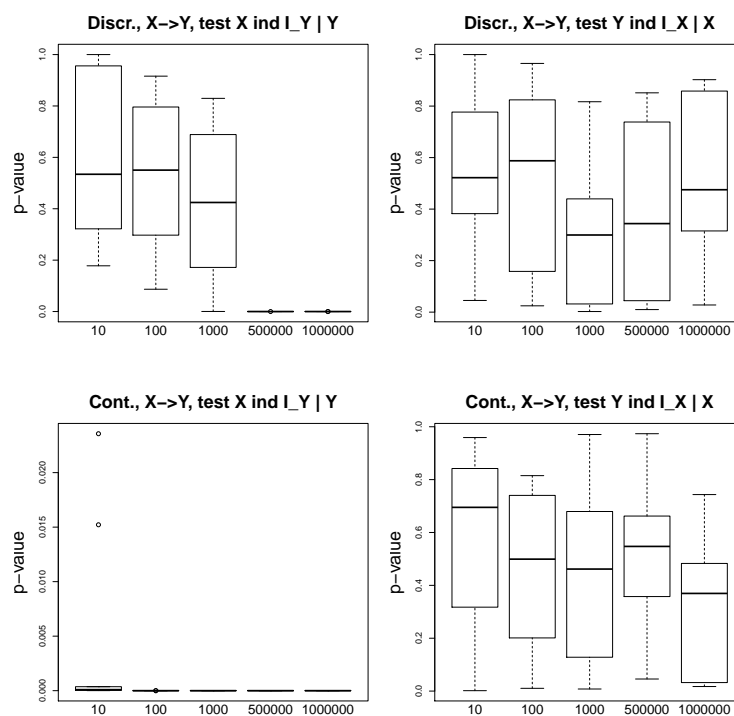 Discr., X−>Y, test X ind I_Y | Y
p−value
0.0 0.2 0.4 0.6 0.8 1.0
10 100 1000 500000 1000000
Discr., X−>Y, test Y ind I_X | X
p−value
0.0 0.2 0.4 0.6 0.8 1.0
10 100 1000 500000 1000000
Cont., X−>Y, test X ind I_Y | Y
p−value
0.000 0.005 0.010 0.015 0.020
10 100 1000 500000 1000000
Cont., X−>Y, test Y ind I_X | X
p−value
0.0 0.2 0.4 0.6 0.8 1.0
10 100 1000 500000 1000000